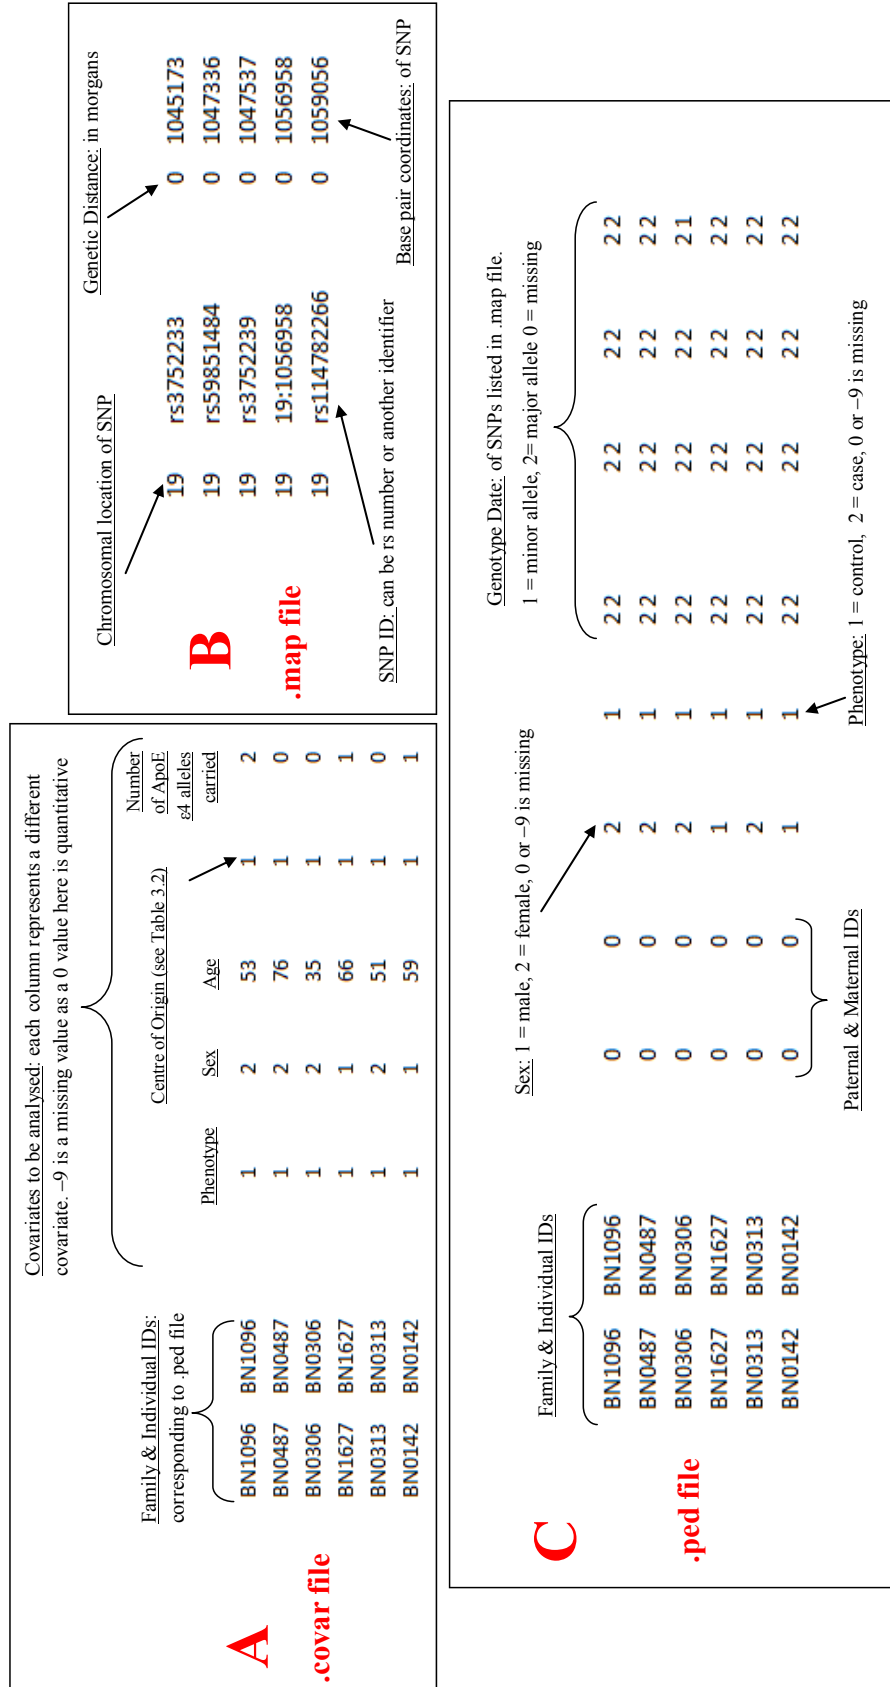 A
.covar file
Family & Individual IDs:
corresponding to .ped file
Covariates to be analysed: each column represents a different
covariate. –9 is a missing value as a 0 value here is quantitative
Centre of Origin (see Table 3.2)
Number
of ApoE
ε4 alleles
carried
Phenotype Sex Age
BN1096 BN1096 1 2 53 1 2
BN0487 BN0487 1 2 76 1 0
BN0306 BN0306 1 2 35 1 0
BN1627 BN1627 1 1 66 1 1
BN0313 BN0313 1 2 51 1 0
BN0142 BN0142 1 1 59 1 1
B
.map file
Chromosomal location of SNP
Genetic Distance: in morgans
19 rs3752233 0 1045173
19 rs59851484 0 1047336
19 rs3752239 0 1047537
19 19:1056958 0 1056958
19 rs114782266 0 1059056
SNP ID: can be rs number or another identifier
Base pair coordinates: of SNP
C
.ped file
Family & Individual IDs
Sex: 1 = male, 2 = female, 0 or –9 is missing
Genotype Date: of SNPs listed in .map file.
1 = minor allele, 2= major allele 0 = missing
BN1096 BN1096 0 0 2 1 2 2 2 2 2 2 2 2
BN0487 BN0487 0 0 2 1 2 2 2 2 2 2 2 2
BN0306 BN0306 0 0 2 1 2 2 2 2 2 2 2 1
BN1627 BN1627 0 0 1 1 2 2 2 2 2 2 2 2
BN0313 BN0313 0 0 2 1 2 2 2 2 2 2 2 2
BN0142 BN0142 0 0 1 1 2 2 2 2 2 2 2 2
Paternal & Maternal IDs
Phenotype: 1 = control, 2 = case, 0 or –9 is missing